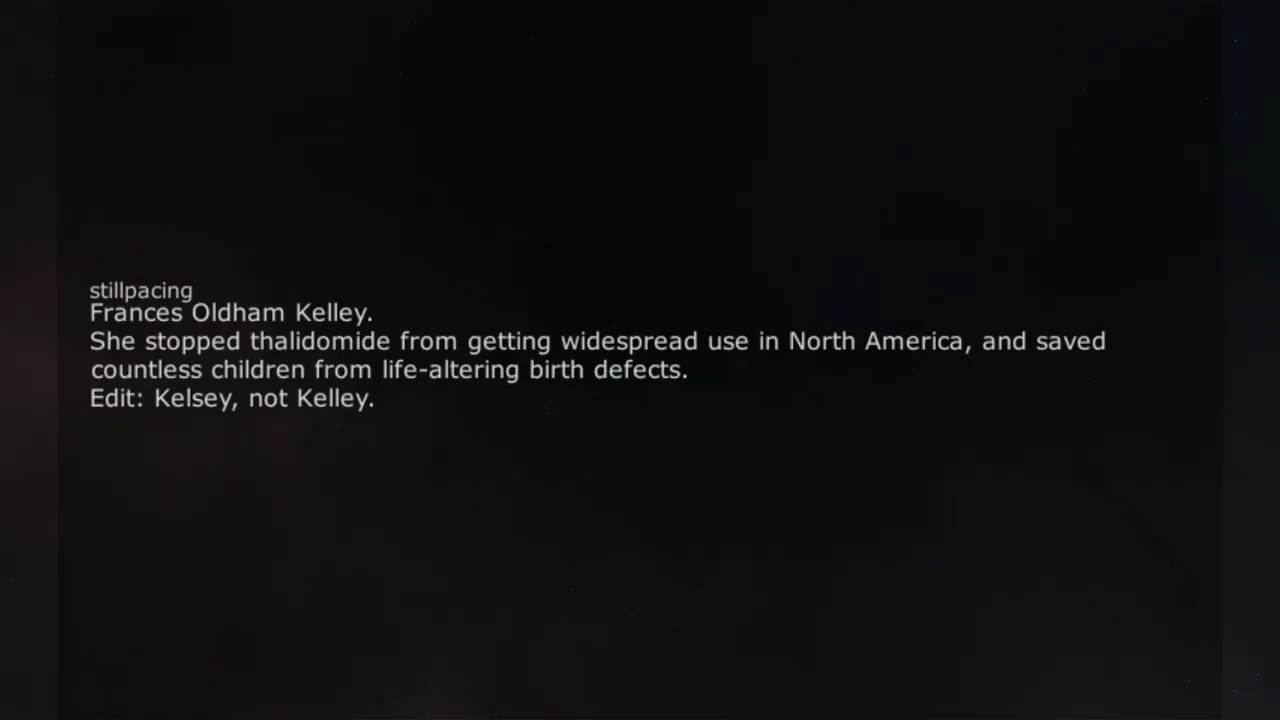 stillpacing
Frances Oldham Kelley.
She stopped thalidomide from getting widespread use in North America, and saved
countless children from life-altering birth defects.
Edit: Kelsey, not Kelley.